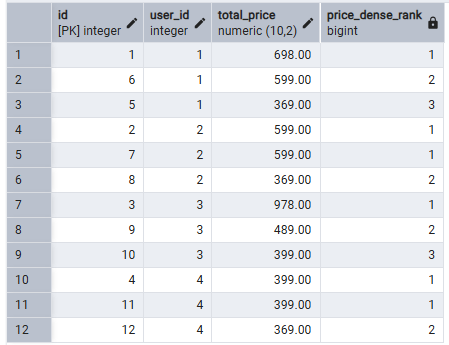 id user_id total_price price_dense_rank
[PK] integer integer numeric (10,2) bigint
1 1 1 698.00 1
2 6 1 599.00 2
3 5 1 369.00 3
4 2 2 599.00 1
5 7 2 599.00 1
6 8 2 369.00 2
7 3 3 978.00 1
8 9 3 489.00 2
9 10 3 399.00 3
10 4 4 399.00 1
11 11 4 399.00 1
12 12 4 369.00 2